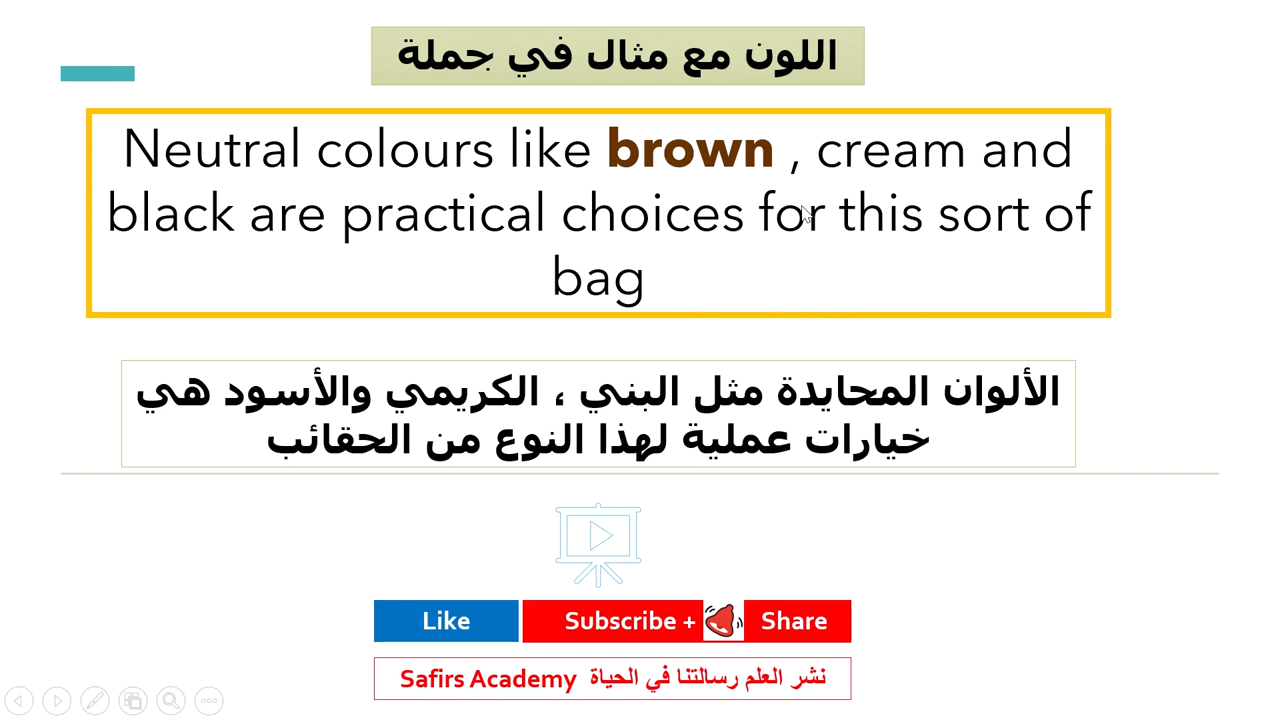 اللون مع مثال في جملة
Neutral colours like brown , cream and
black are practical choices for this sort of
bag
الألوان المحايدة مثل البني ، الكريمي والأسود هي
خيارات عملية لهذا النوع من الحقائب
Like Subscribe + Share
نشر العلم رسالتنا في الحياة Safirs Academy